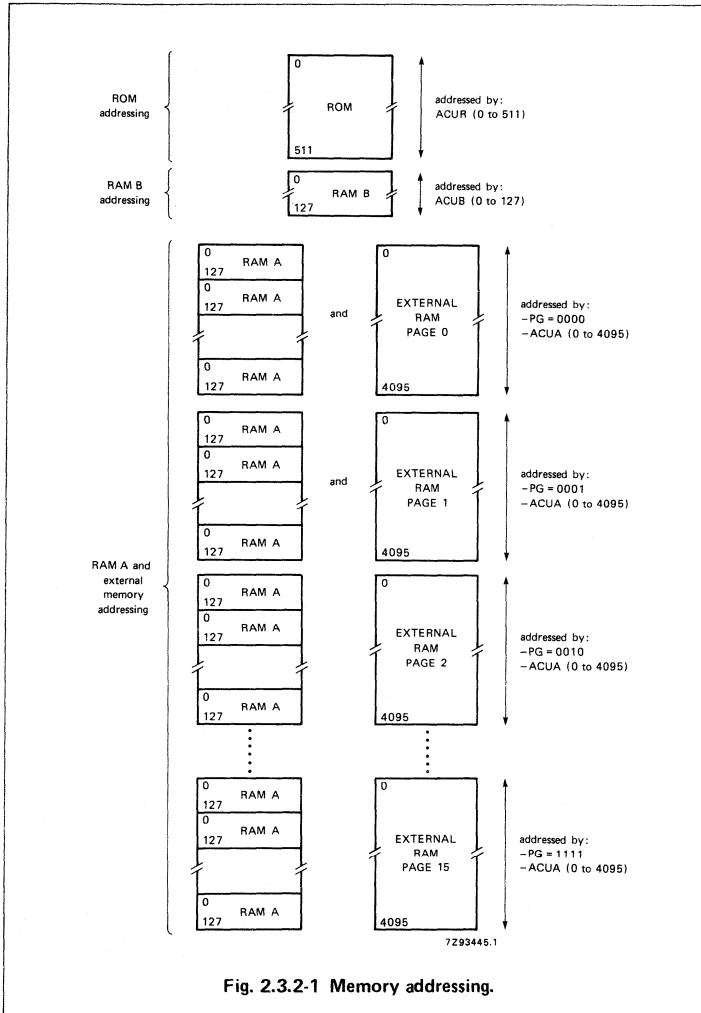 ROM
addressing
0
ROM
511
addressed by:
ACUR (0 to 511)
RAM B
addressing
0
RAM B
127
addressed by:
ACUB (0 to 127)
RAM A and
external
memory
addressing
0
RAM A
127
0
RAM A
127
0
RAM A
127
and
0
EXTERNAL
RAM
PAGE 0
4095
addressed by:
–PG = 0000
–ACUA (0 to 4095)
0
RAM A
127
0
RAM A
127
0
RAM A
127
and
0
EXTERNAL
RAM
PAGE 1
4095
addressed by:
–PG = 0001
–ACUA (0 to 4095)
0
RAM A
127
0
RAM A
127
0
RAM A
127
0
EXTERNAL
RAM
PAGE 2
4095
addressed by:
–PG = 0010
–ACUA (0 to 4095)
0
RAM A
127
0
RAM A
127
0
RAM A
127
0
EXTERNAL
RAM
PAGE 15
4095
addressed by:
–PG = 1111
–ACUA (0 to 4095)
7Z93445.1
Fig. 2.3.2-1 Memory addressing.